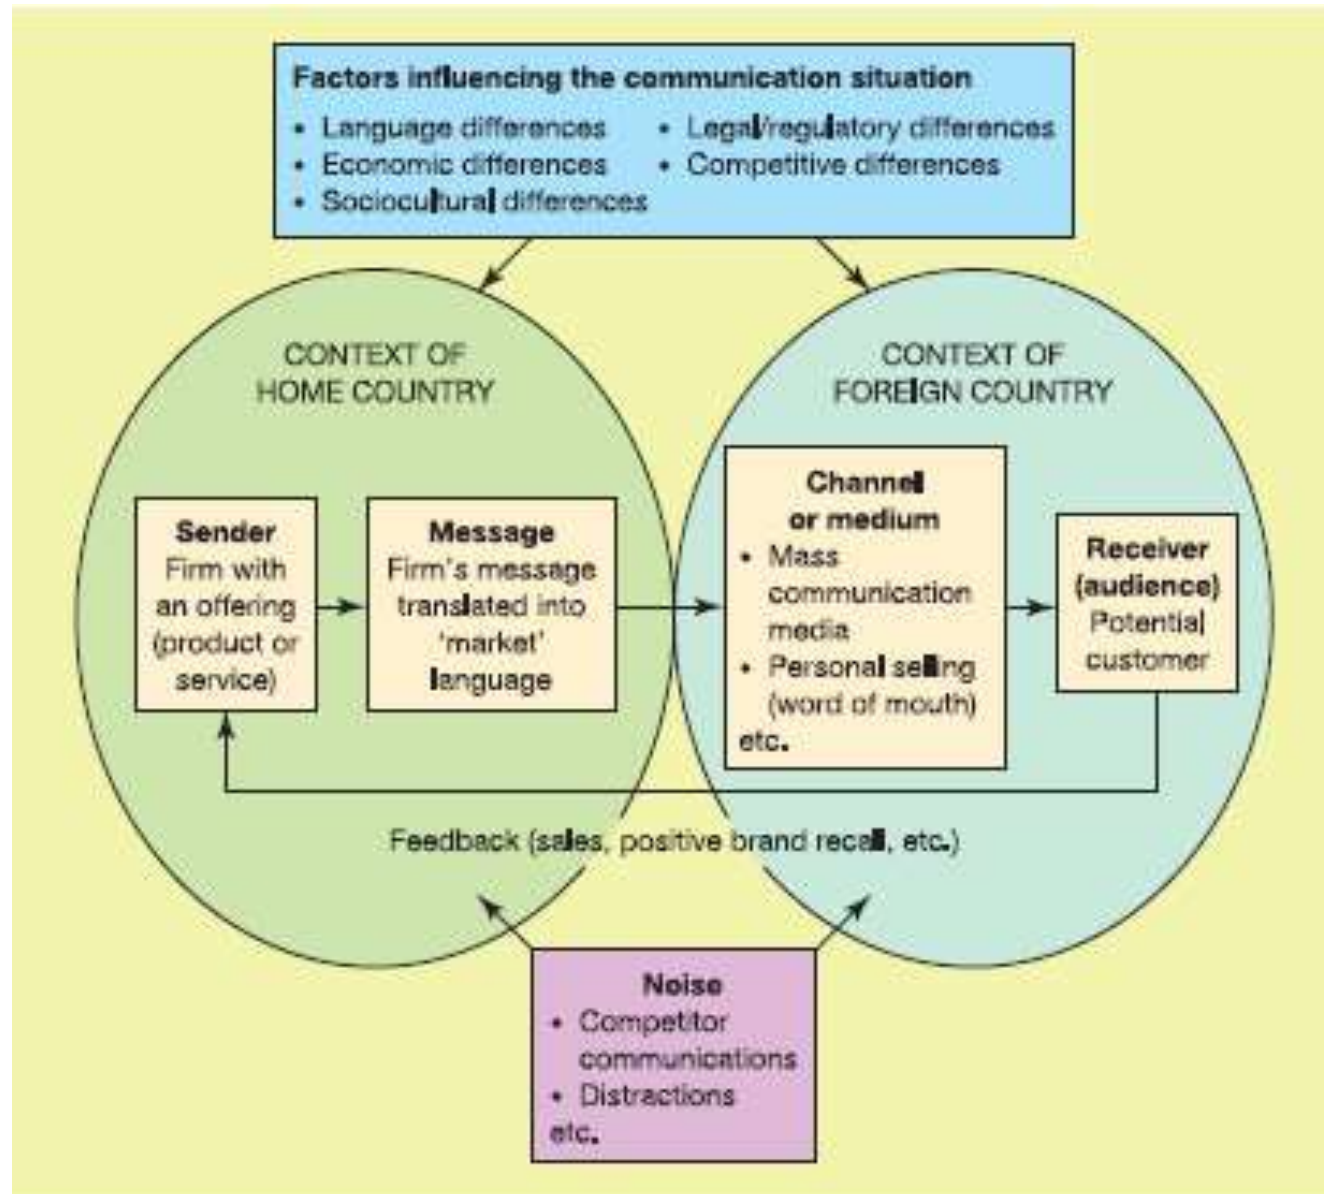 Factors influencing the communication situation
• Language differences
• Economic differences
• Sociocultural differences
• Legal/regulatory differences
• Competitive differences
CONTEXT OF
HOME COUNTRY
CONTEXT OF
FOREIGN COUNTRY
Sender
Firm with
an offering
(product or
service)
Message
Firm's message
translated into
'market'
language
Channel
or medium
• Mass
communication
media
• Personal selling
(word of mouth)
etc.
Receiver
(audience)
Potential
customer
Feedback (sales, positive brand recall, etc.)
Noise
• Competitor
communications
• Distractions
etc.